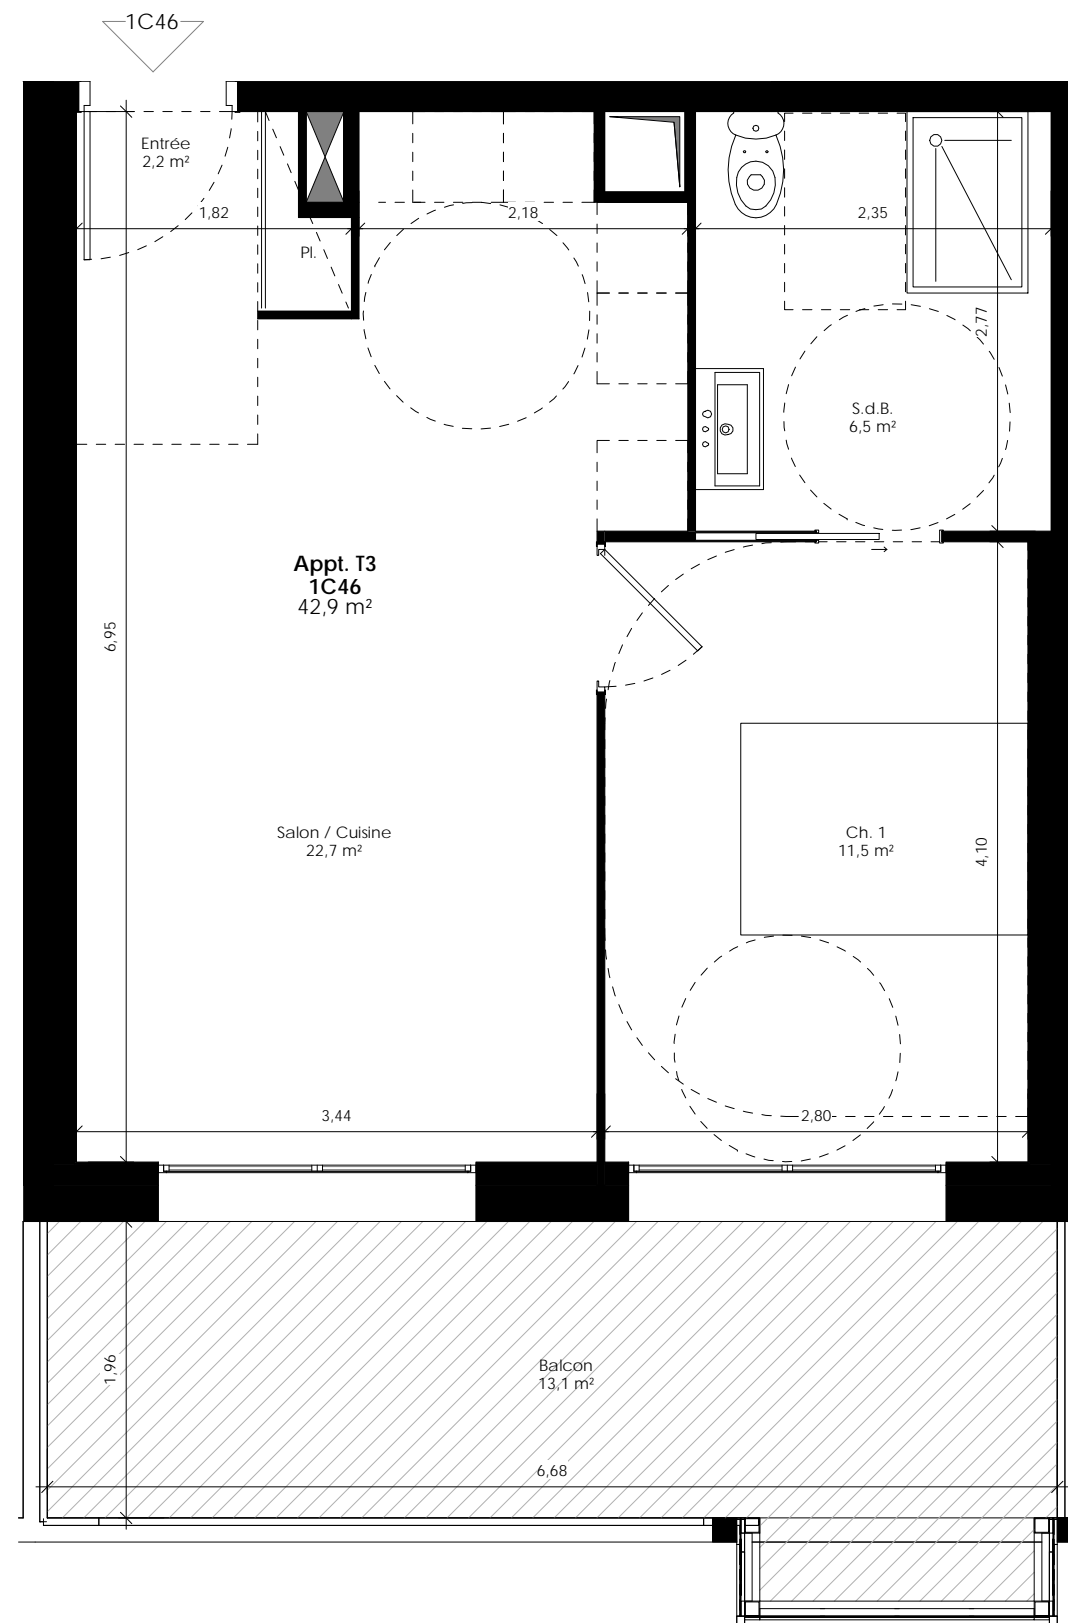 1C46
Entrée
2,2 m²
1,82
2,18
2,35
Pl.
2,77
S.d.B.
6,5 m²
Appt. T3
1C46
42,9 m²
6,95
Salon / Cuisine
22,7 m²
Ch. 1
11,5 m²
4,10
3,44
2,80
1,96
Balcon
13,1 m²
6,68